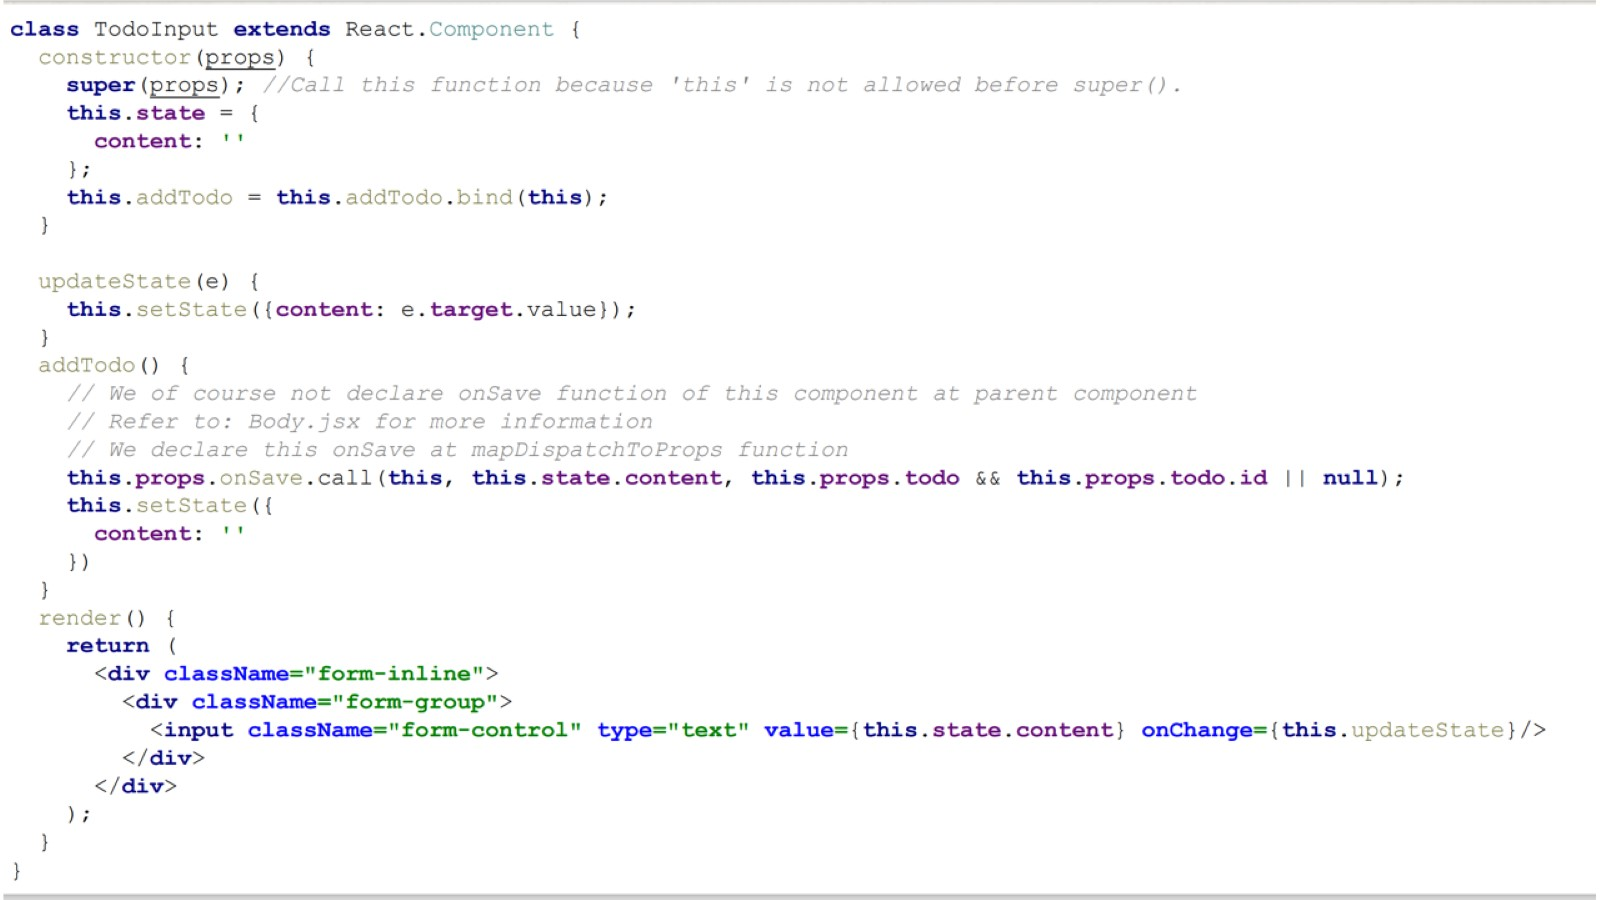 class TodoInput extends React.Component {
  constructor(props) {
    super(props); //Call this function because 'this' is not allowed before super().
    this.state = {
      content: ''
    };
    this.addTodo = this.addTodo.bind(this);
  }

  updateState(e) {
    this.setState({content: e.target.value});
  }
  addTodo() {
    // We of course not declare onSave function of this component at parent component
    // Refer to: Body.jsx for more information
    // We declare this onSave at mapDispatchToProps function
    this.props.onSave.call(this, this.state.content, this.props.todo && this.props.todo.id || null);
    this.setState({
      content: ''
    })
  }
  render() {
    return (
      <div className="form-inline">
        <div className="form-group">
          <input className="form-control" type="text" value={this.state.content} onChange={this.updateState}/>
        </div>
      </div>
    );
  }
}